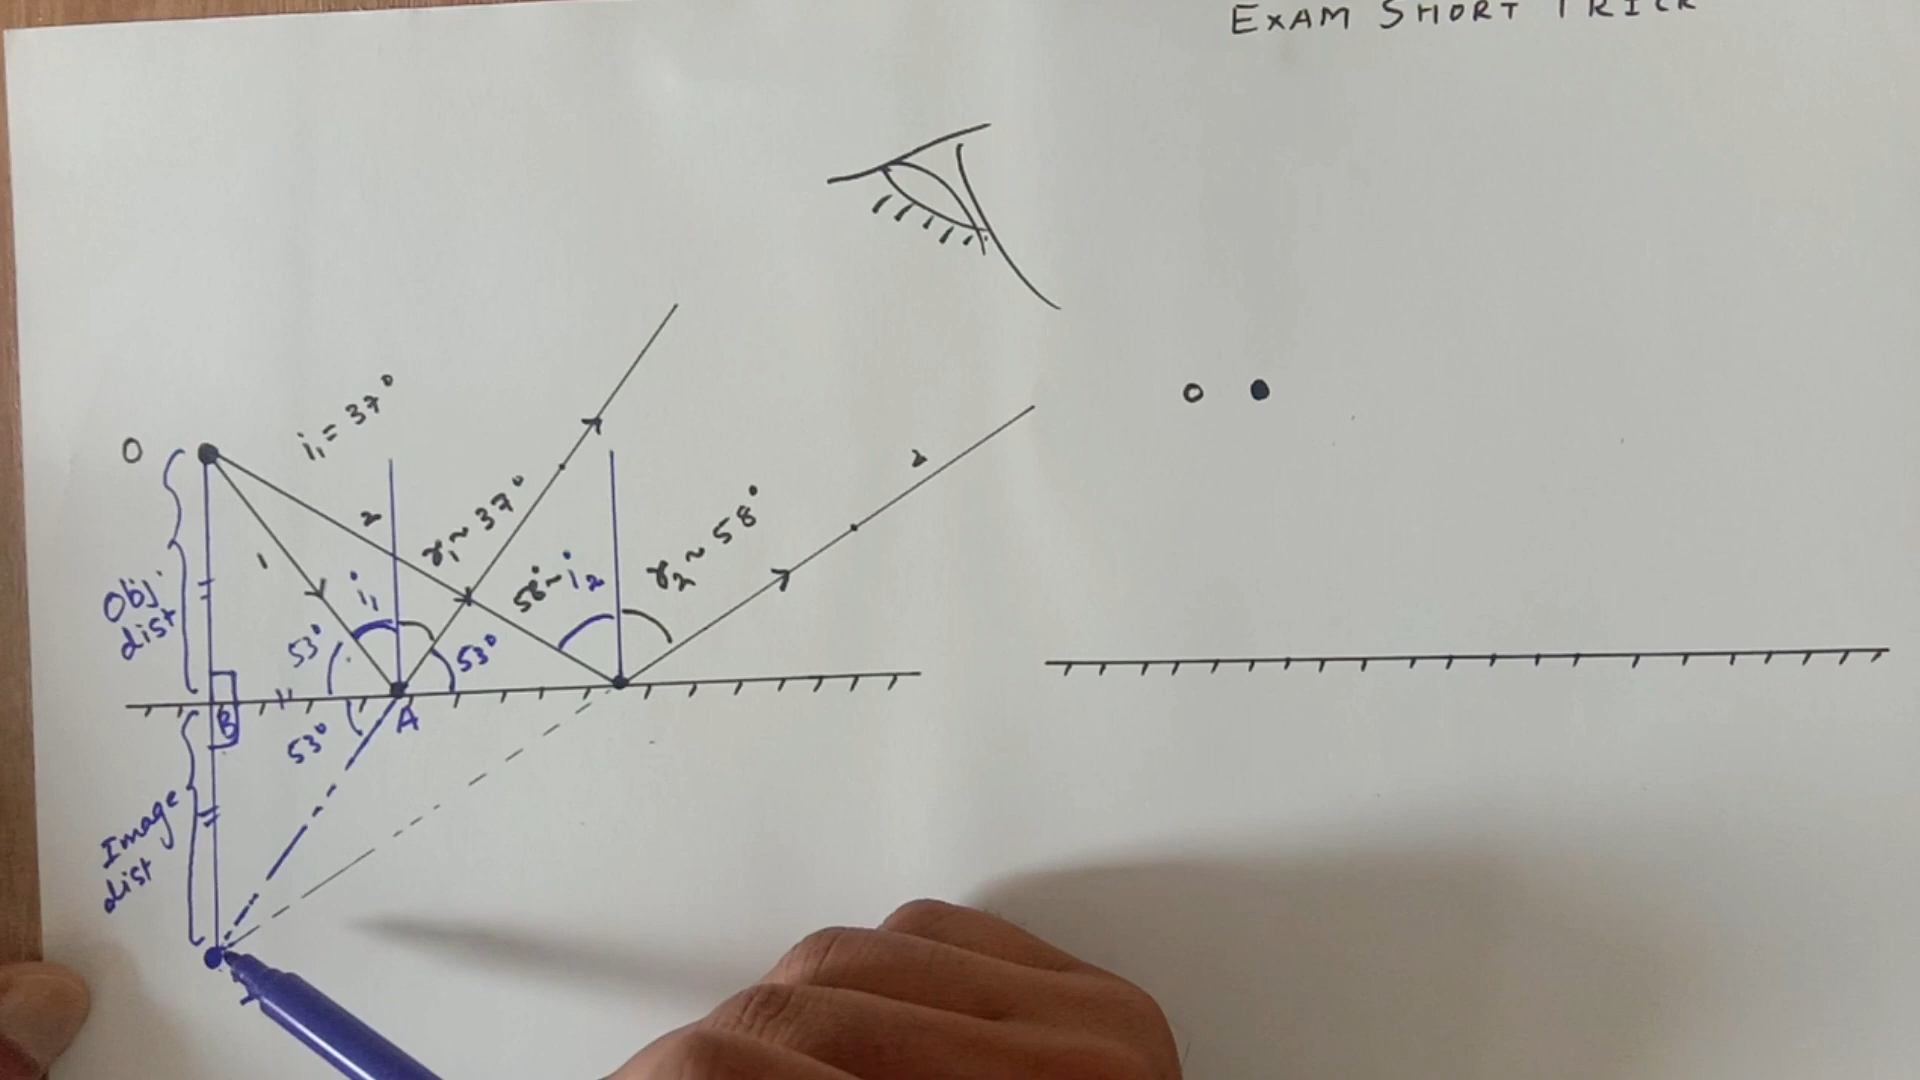 EXAM SHORT TRICK
O
i₁ = 37°
2
r₁ ~ 37°
1
i₁
58° ~ i₂
r₂ ~ 58°
2
Obj.
dist
53°
53°
B
A
53°
Image
dist
I
O